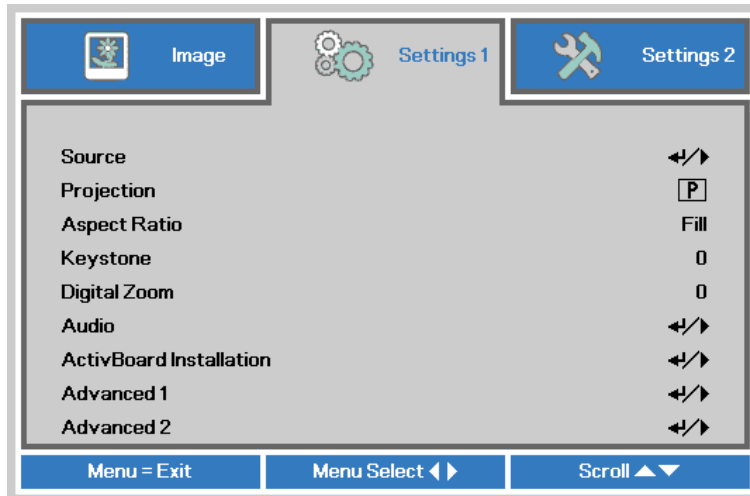 Image
Settings 1
Settings 2
Source
Projection P
Aspect Ratio Fill
Keystone 0
Digital Zoom 0
Audio
ActivBoard Installation
Advanced 1
Advanced 2
Menu = Exit
Menu Select
Scroll